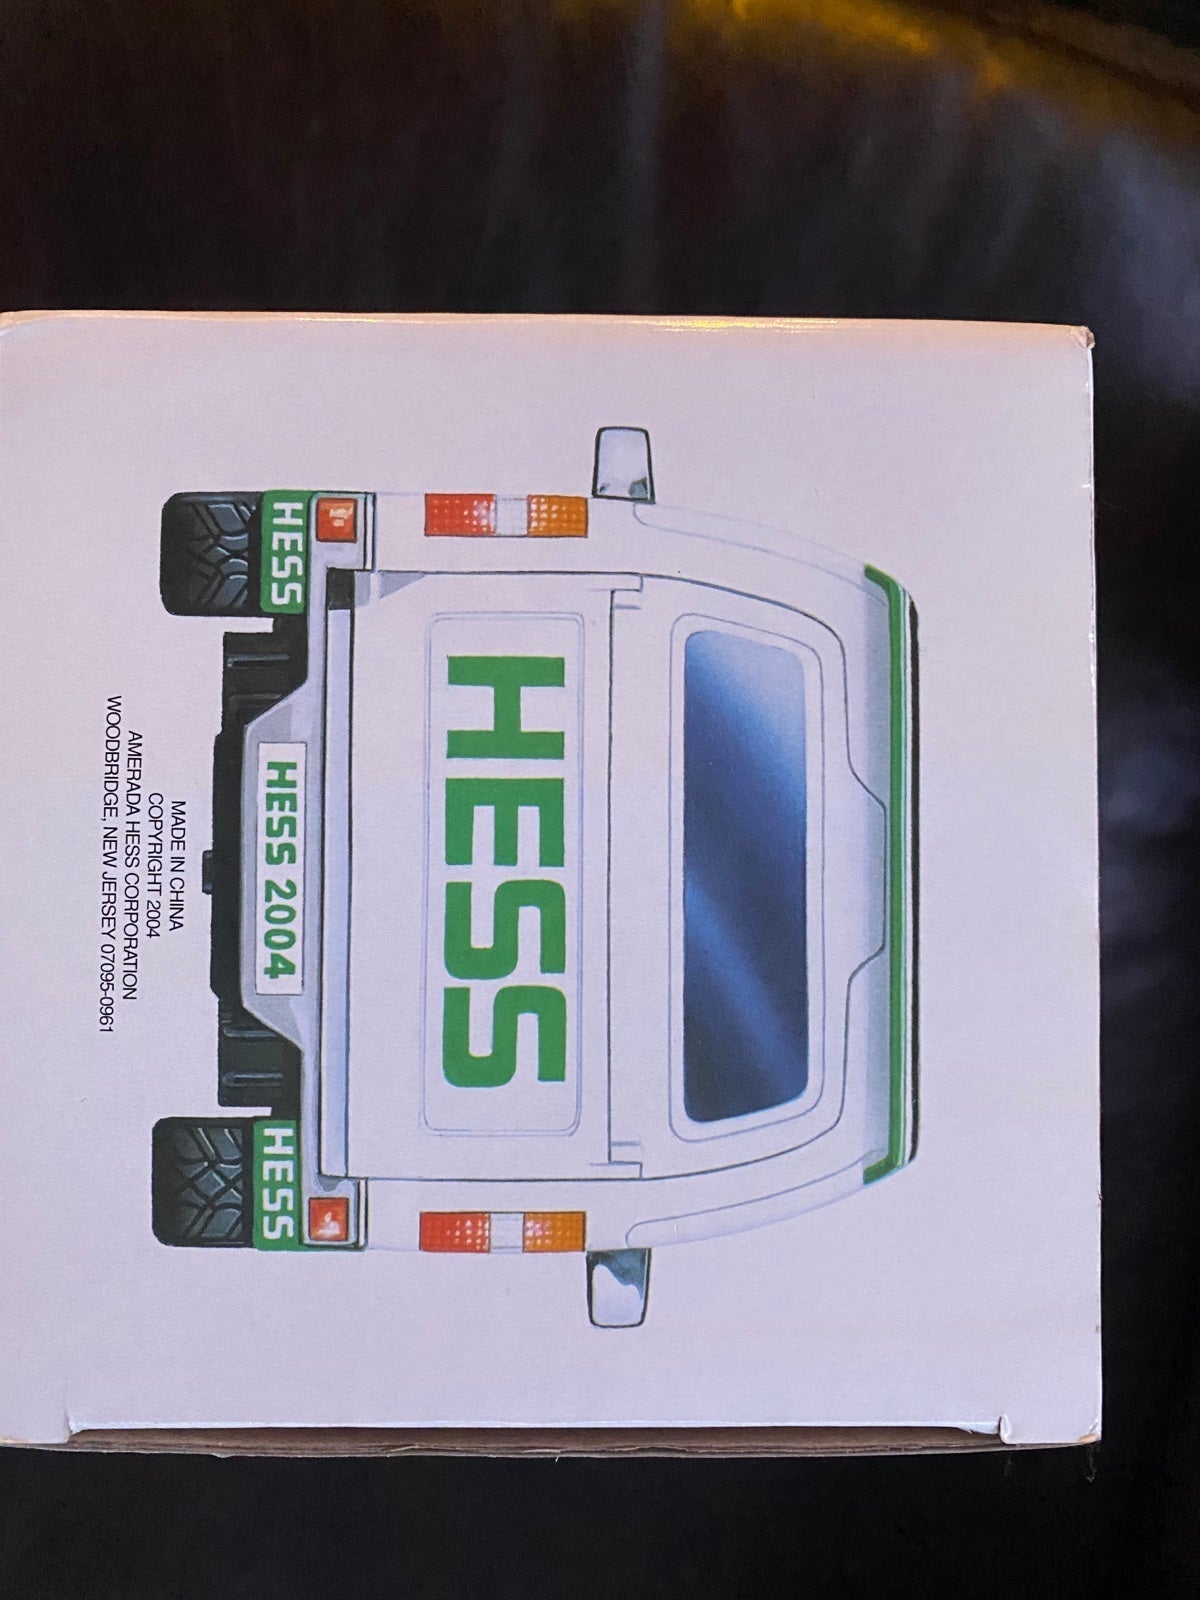 HESS
HESS 2004
HESS
HESS
MADE IN CHINA
COPYRIGHT 2004
AMERADA HESS CORPORATION
WOODBRIDGE, NEW JERSEY 07095-0961